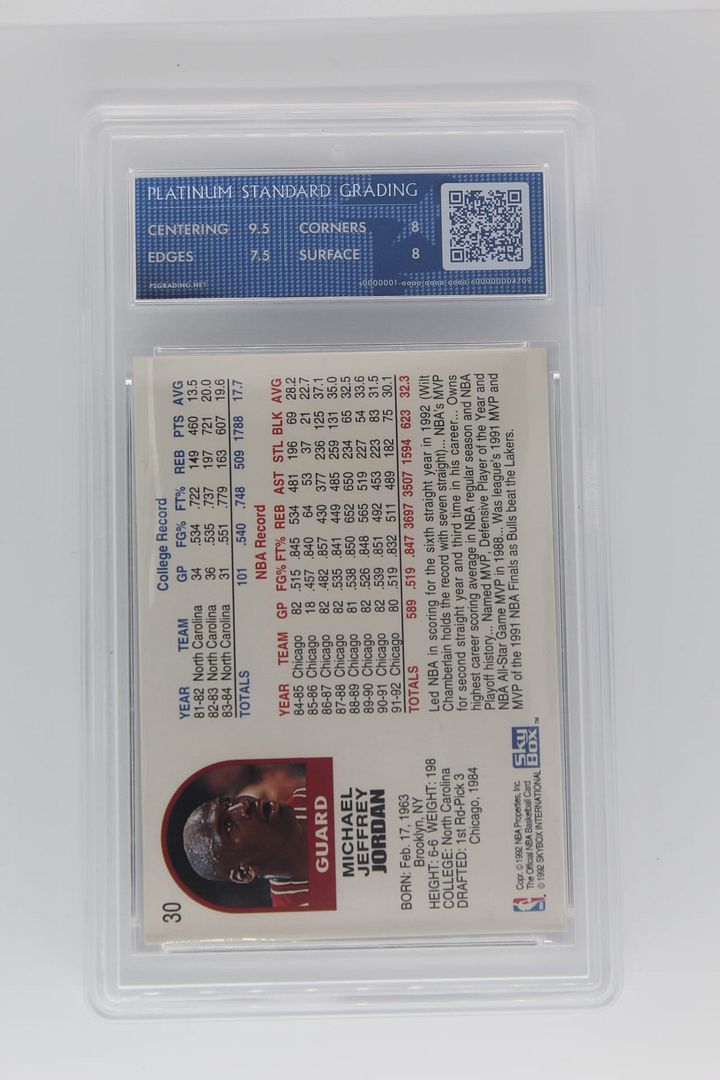 PLATINUM STANDARD GRADING
CENTERING 9.5 CORNERS 8
EDGES 7.5 SURFACE 8
PSGRADING.NET
30
GUARD
MICHAEL
JEFFREY
JORDAN
BORN: Feb. 17, 1963
Brooklyn, NY
HEIGHT: 6-6 WEIGHT: 198
COLLEGE: North Carolina
DRAFTED: 1st Rd-Pick 3
Chicago, 1984
Copr. © 1992 NBA Properties, Inc.
The Official NBA Basketball Card
© 1992 SKYBOX INTERNATIONAL
SkyBox™
College Record
YEAR TEAM GP FG% FT% REB PTS AVG
81-82 North Carolina 34 .534 .722 149 460 13.5
82-83 North Carolina 36 .535 .737 197 721 20.0
83-84 North Carolina 31 .551 .779 163 607 19.6
TOTALS 101 .540 .748 509 1788 17.7
NBA Record
YEAR TEAM GP FG% FT% REB AST STL BLK AVG
84-85 Chicago 82 .515 .845 534 481 196 69 28.2
85-86 Chicago 18 .457 .840 64 53 37 21 22.7
86-87 Chicago 82 .482 .857 430 377 236 125 37.1
87-88 Chicago 82 .535 .841 449 485 259 131 35.0
88-89 Chicago 81 .538 .850 652 650 234 65 32.5
89-90 Chicago 82 .526 .848 565 519 227 54 33.6
90-91 Chicago 82 .539 .851 492 453 223 83 31.5
91-92 Chicago 80 .519 .832 511 489 182 75 30.1
TOTALS 589 .519 .847 3697 3507 1594 623 32.3
Led NBA in scoring for the sixth straight year in 1992 (Wilt
Chamberlain holds the record with seven straight)... NBA's MVP
for second straight year and third time in his career... Owns
highest career scoring average in NBA regular season and NBA
Playoff history... Named MVP, Defensive Player of the Year and
NBA All-Star Game MVP in 1988... Was league's 1991 MVP and
MVP of the 1991 NBA Finals as Bulls beat the Lakers.